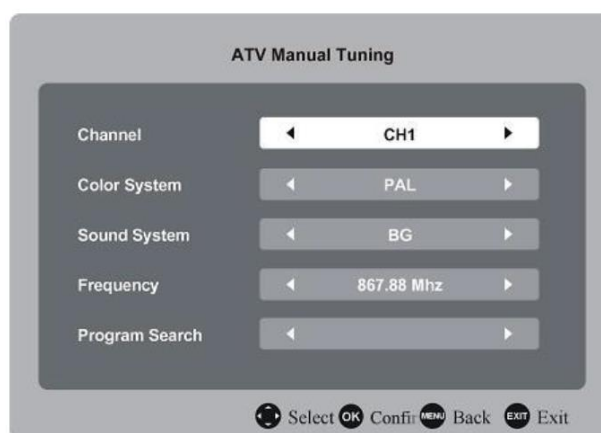 ATV Manual Tuning
Channel CH1
Color System PAL
Sound System BG
Frequency 867.88 Mhz
Program Search
Select OK Confir MENU Back EXIT Exit